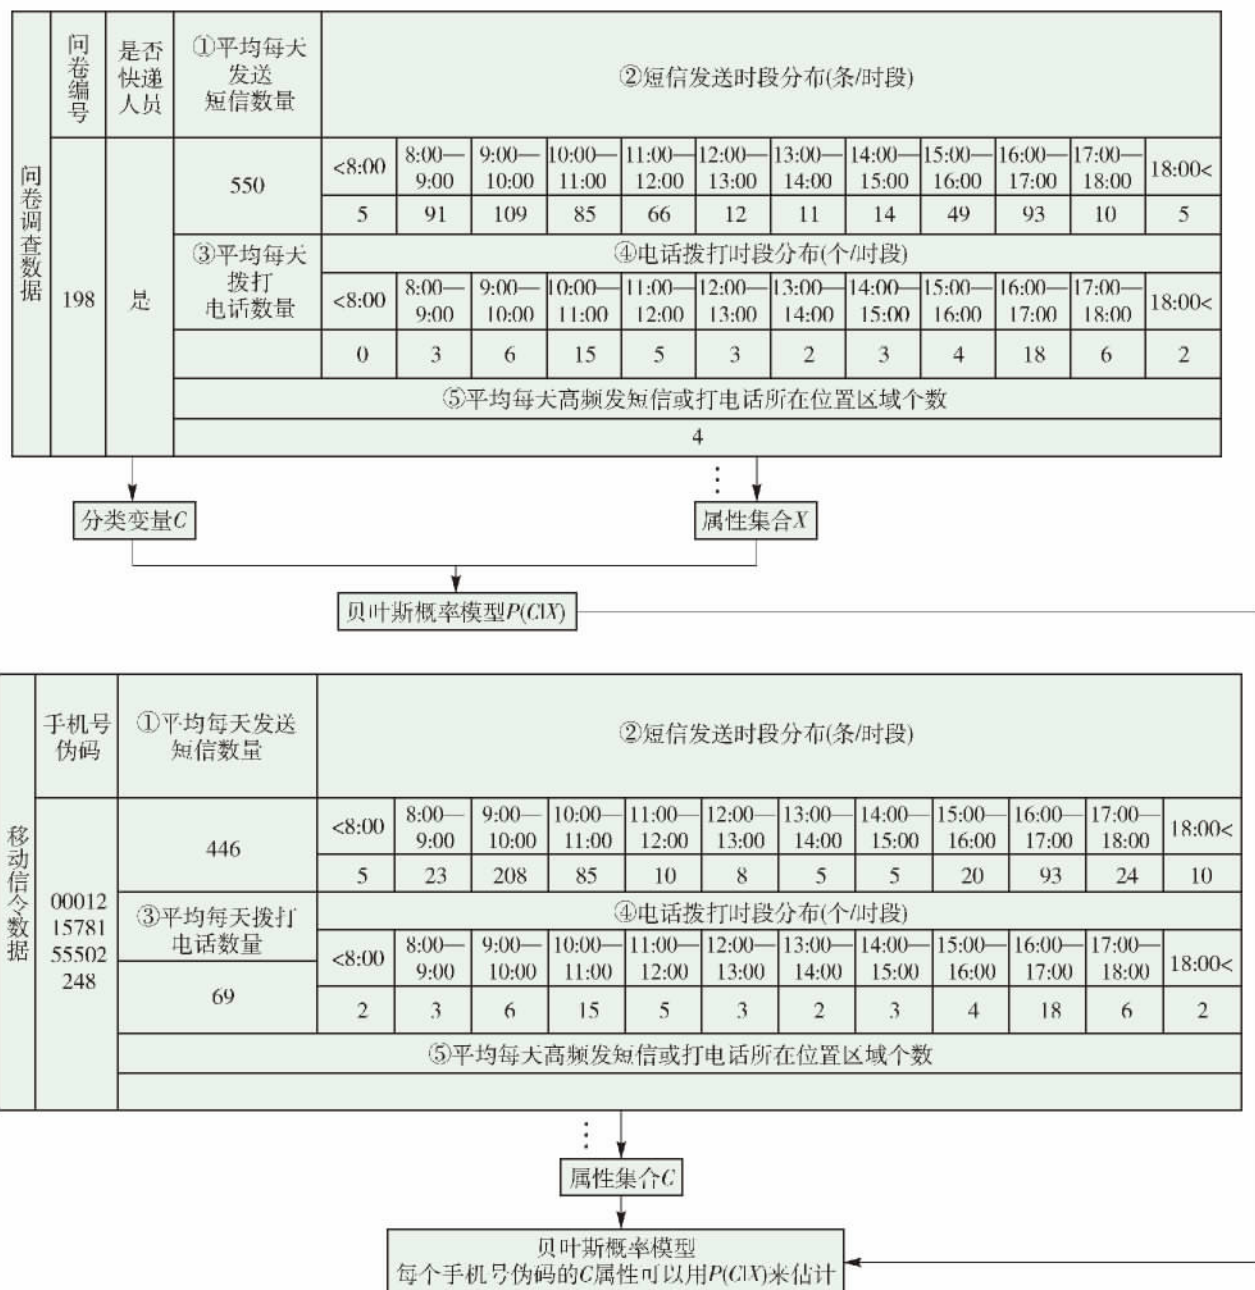 问卷调查数据
问卷编号
是否
快递
人员
①平均每天
发送
短信数量
②短信发送时段分布(条/时段)
198
是
550
<8:00
8:00—
9:00
9:00—
10:00
10:00—
11:00
11:00—
12:00
12:00—
13:00
13:00—
14:00
14:00—
15:00
15:00—
16:00
16:00—
17:00
17:00—
18:00
18:00<
5 91 109 85 66 12 11 14 49 93 10 5
③平均每天
拨打
电话数量
④电话拨打时段分布(个/时段)
<8:00
8:00—
9:00
9:00—
10:00
10:00—
11:00
11:00—
12:00
12:00—
13:00
13:00—
14:00
14:00—
15:00
15:00—
16:00
16:00—
17:00
17:00—
18:00
18:00<
0 3 6 15 5 3 2 3 4 18 6 2
⑤平均每天高频发短信或打电话所在位置区域个数
4
分类变量C
属性集合X
贝叶斯概率模型P(C|X)
移动信令数据
手机号
伪码
①平均每天发送
短信数量
②短信发送时段分布(条/时段)
00012
15781
55502
248
446
<8:00
8:00—
9:00
9:00—
10:00
10:00—
11:00
11:00—
12:00
12:00—
13:00
13:00—
14:00
14:00—
15:00
15:00—
16:00
16:00—
17:00
17:00—
18:00
18:00<
5 23 208 85 10 8 5 5 20 93 24 10
③平均每天拨打
电话数量
④电话拨打时段分布(个/时段)
69
<8:00
8:00—
9:00
9:00—
10:00
10:00—
11:00
11:00—
12:00
12:00—
13:00
13:00—
14:00
14:00—
15:00
15:00—
16:00
16:00—
17:00
17:00—
18:00
18:00<
2 3 6 15 5 3 2 3 4 18 6 2
⑤平均每天高频发短信或打电话所在位置区域个数
属性集合C
贝叶斯概率模型
每个手机号伪码的C属性可以用P(C|X)来估计